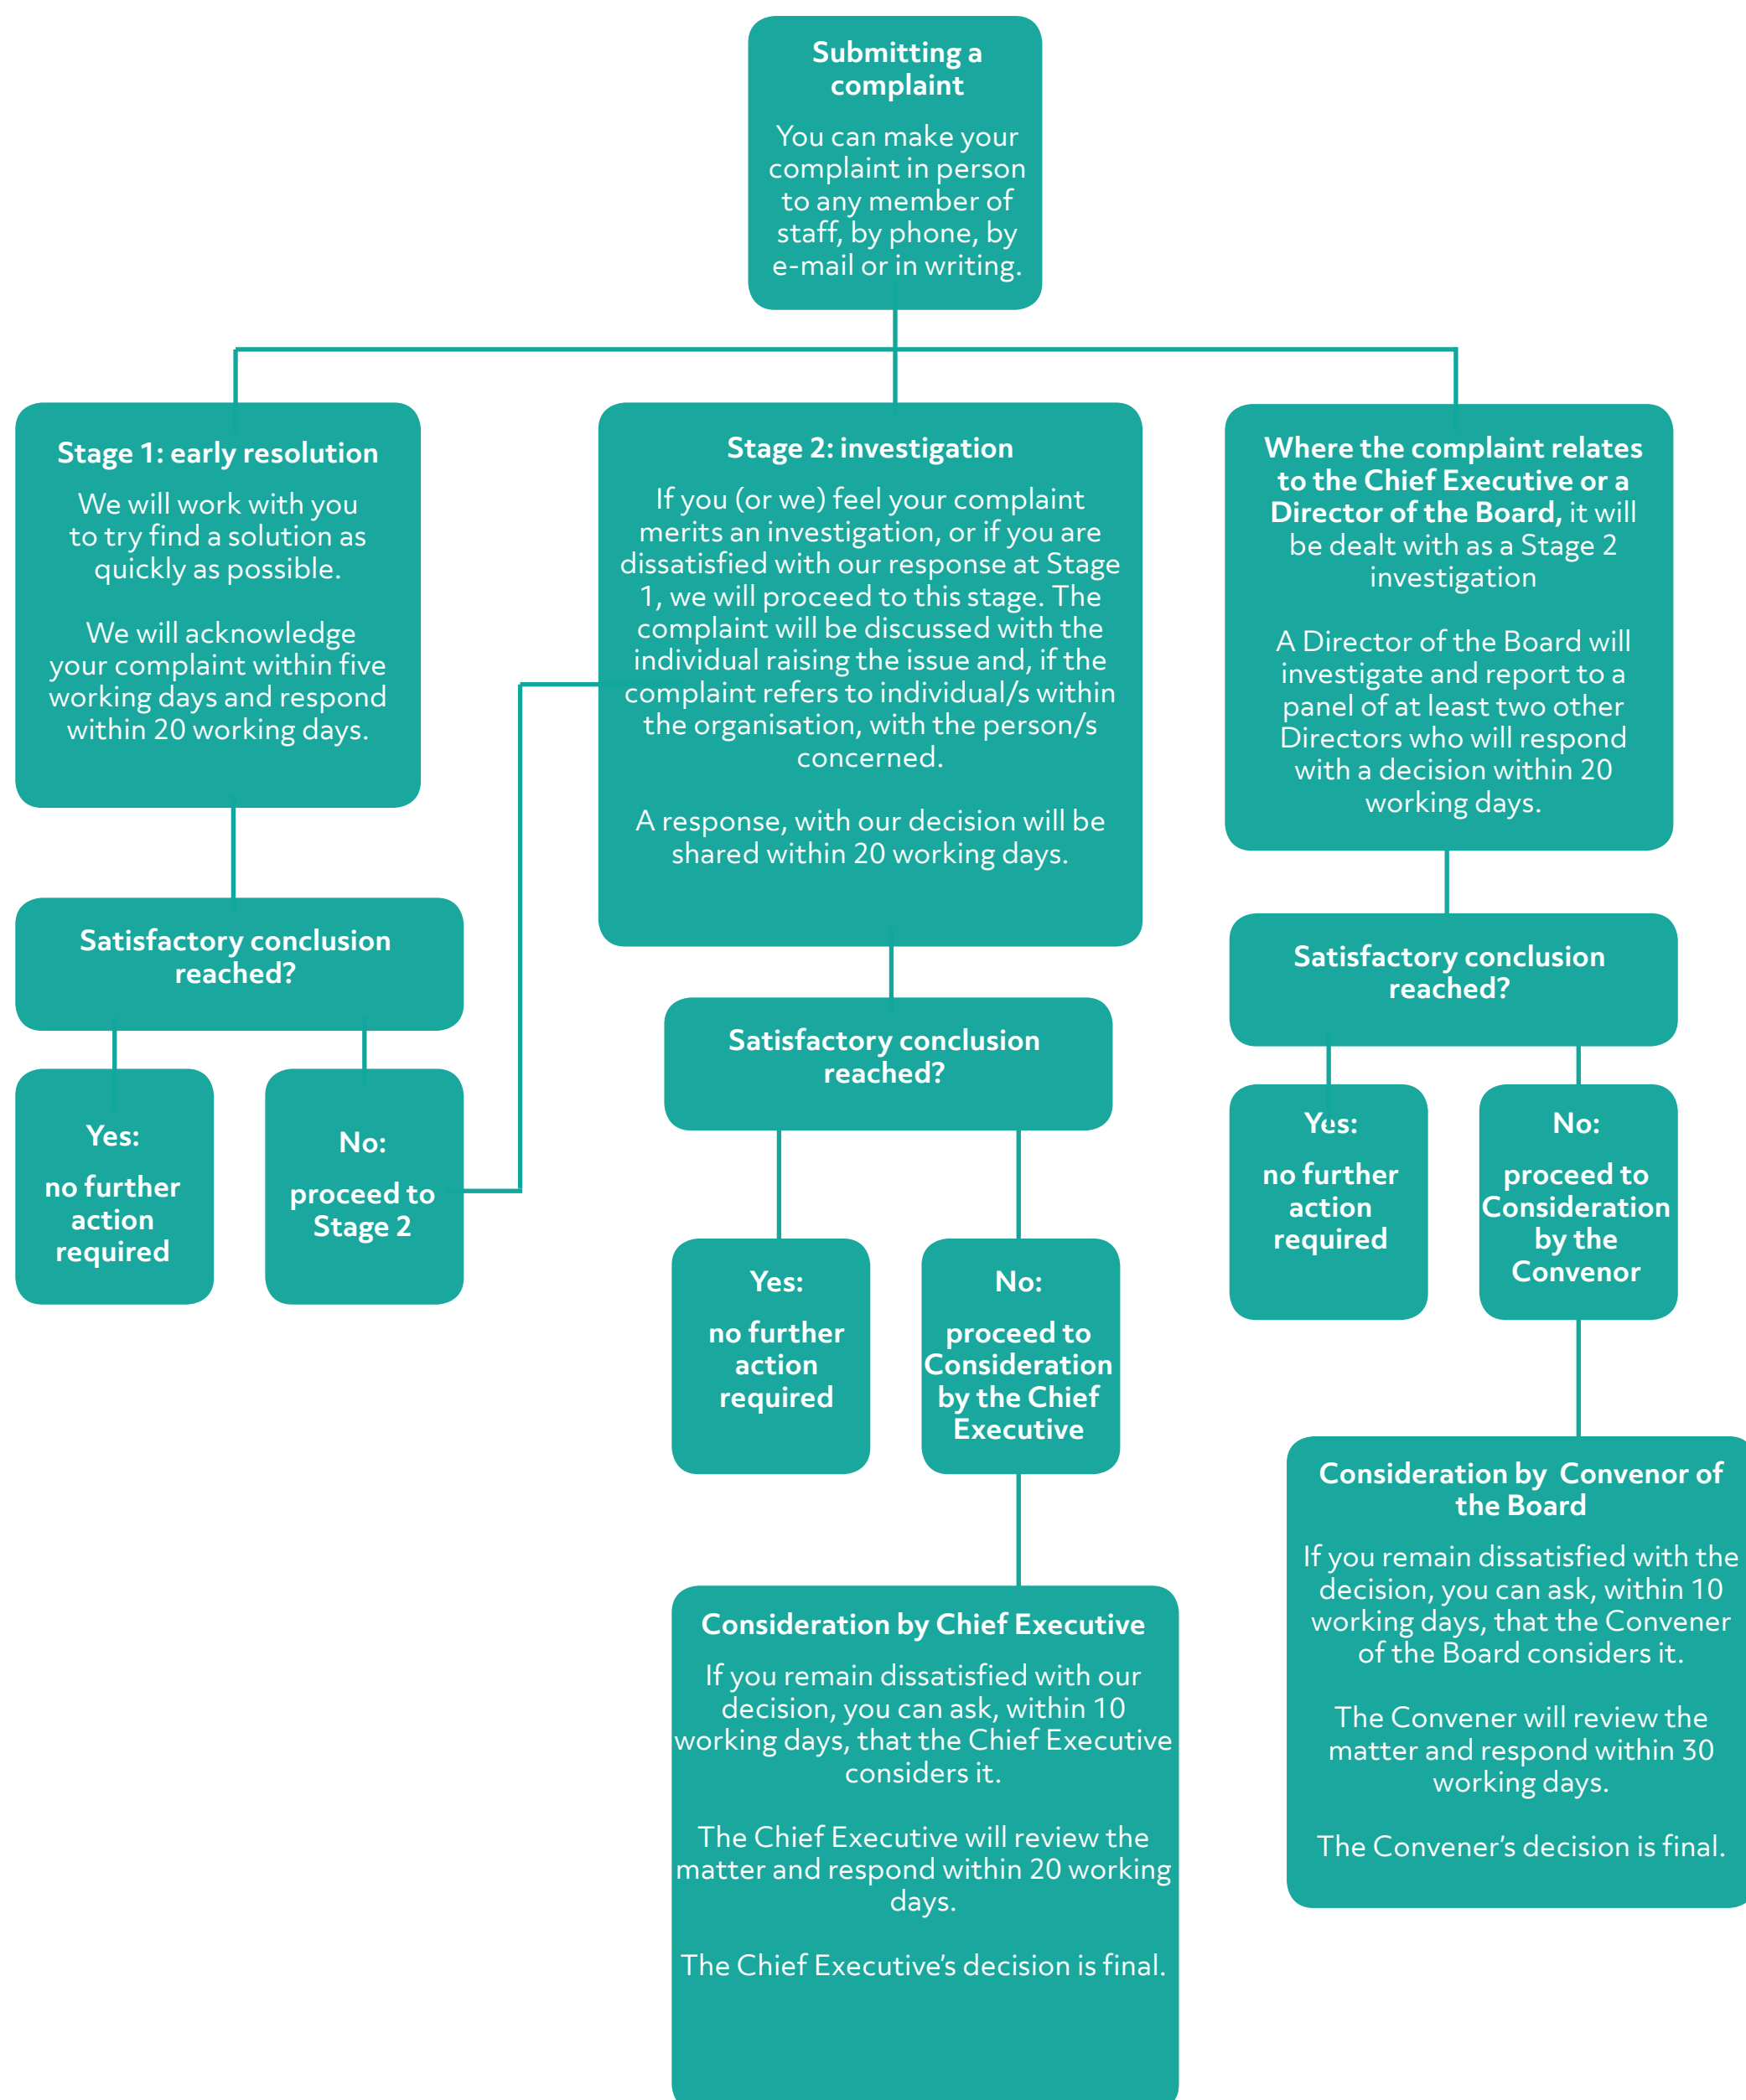 Submitting a
complaint
You can make your
complaint in person
to any member of
staff, by phone, by
e-mail or in writing.
Stage 1: early resolution
We will work with you
to try find a solution as
quickly as possible.
We will acknowledge
your complaint within five
working days and respond
within 20 working days.
Satisfactory conclusion
reached?
Yes:
no further
action
required
No:
proceed to
Stage 2
Stage 2: investigation
If you (or we) feel your complaint
merits an investigation, or if you are
dissatisfied with our response at Stage
1, we will proceed to this stage. The
complaint will be discussed with the
individual raising the issue and, if the
complaint refers to individual/s within
the organisation, with the person/s
concerned.
A response, with our decision will be
shared within 20 working days.
Satisfactory conclusion
reached?
Yes:
no further
action
required
No:
proceed to
Consideration
by the Chief
Executive
Consideration by Chief Executive
If you remain dissatisfied with our
decision, you can ask, within 10
working days, that the Chief Executive
considers it.
The Chief Executive will review the
matter and respond within 20 working
days.
The Chief Executive's decision is final.
Where the complaint relates
to the Chief Executive or a
Director of the Board, it will
be dealt with as a Stage 2
investigation
A Director of the Board will
investigate and report to a
panel of at least two other
Directors who will respond
with a decision within 20
working days.
Satisfactory conclusion
reached?
Yes:
no further
action
required
No:
proceed to
Consideration
by the
Convenor
Consideration by Convenor of
the Board
If you remain dissatisfied with the
decision, you can ask, within 10
working days, that the Convener
of the Board considers it.
The Convener will review the
matter and respond within 30
working days.
The Convener's decision is final.